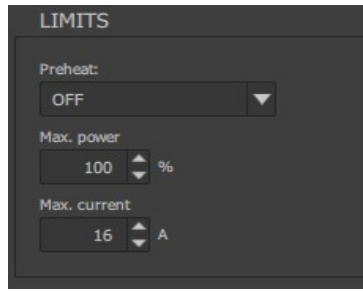 LIMITS
Preheat:
OFF
Max. power
100 %
Max. current
16 A